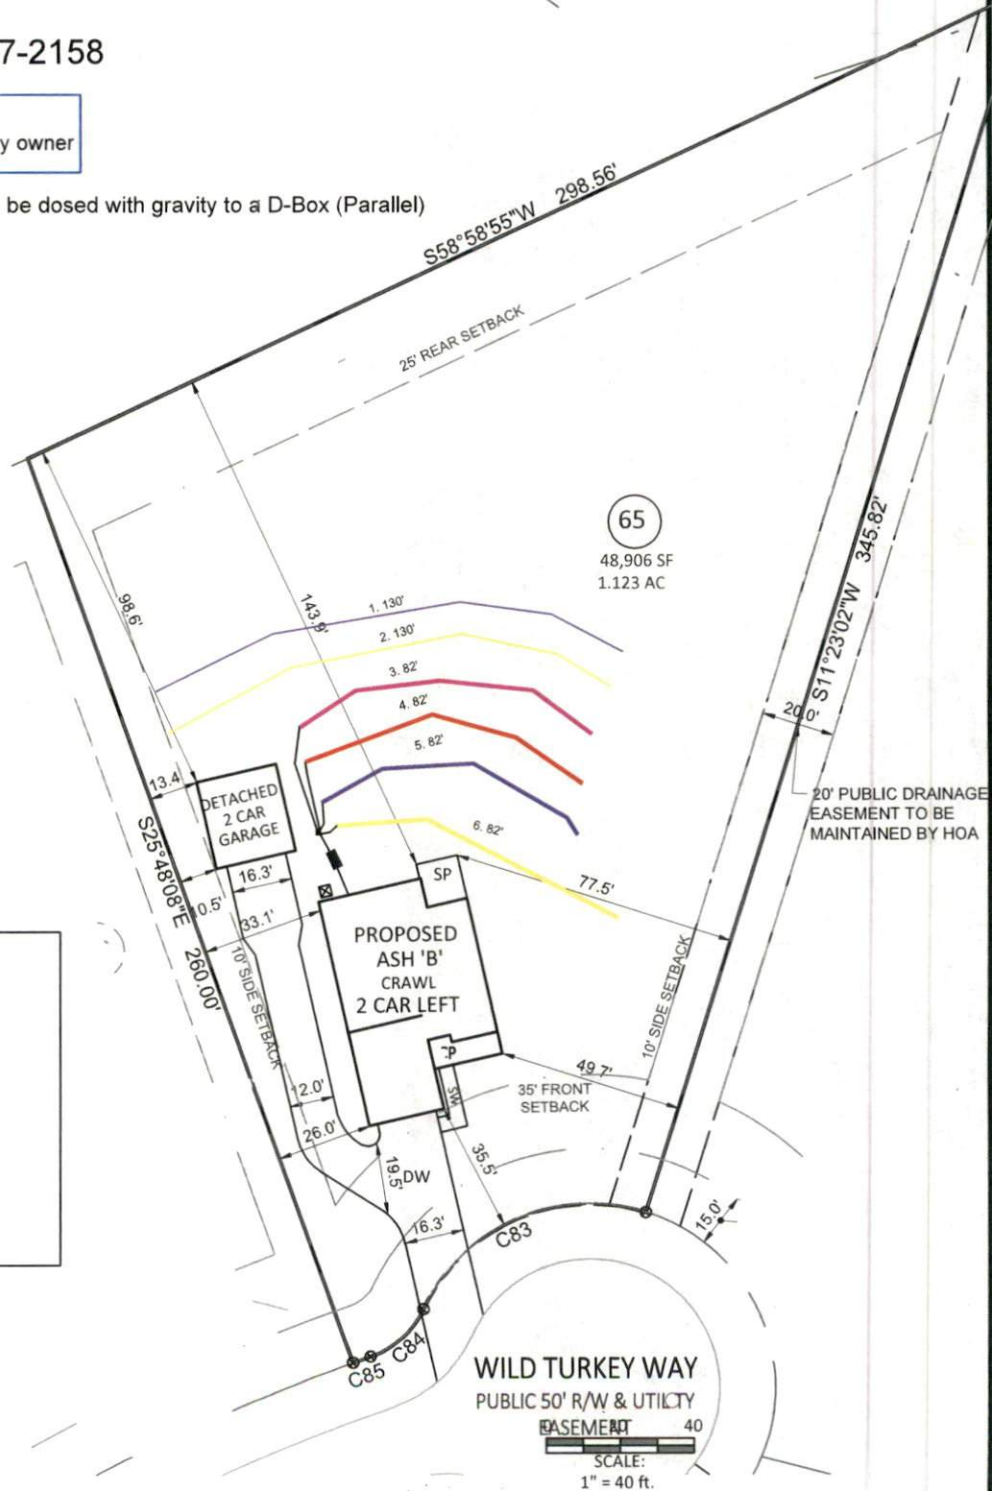 7-2158
y owner
be dosed with gravity to a D-Box (Parallel)
S58°58'55"W 298.56'
25' REAR SETBACK
65
48,906 SF
1.123 AC
98.6'
143.9'
1. 130'
2. 130'
3. 82'
4. 82'
5. 82'
6. 82'
S11°23'02"W 345.82'
20.0'
20' PUBLIC DRAINAGE
EASEMENT TO BE
MAINTAINED BY HOA
13.4
DETACHED
2 CAR
GARAGE
S25°48'08"E 260.00'
16.3'
0.5'
33.1'
SP
77.5'
PROPOSED
ASH 'B'
CRAWL
2 CAR LEFT
10' SIDE SETBACK
10' SIDE SETBACK
P
SW
49.7'
35' FRONT
SETBACK
12.0'
26.0'
19.5'
DW
35.5'
16.3'
15.0'
C83
C84
C85
WILD TURKEY WAY
PUBLIC 50' R/W & UTILITY
EASEMENT
0 20 40
SCALE:
1" = 40 ft.